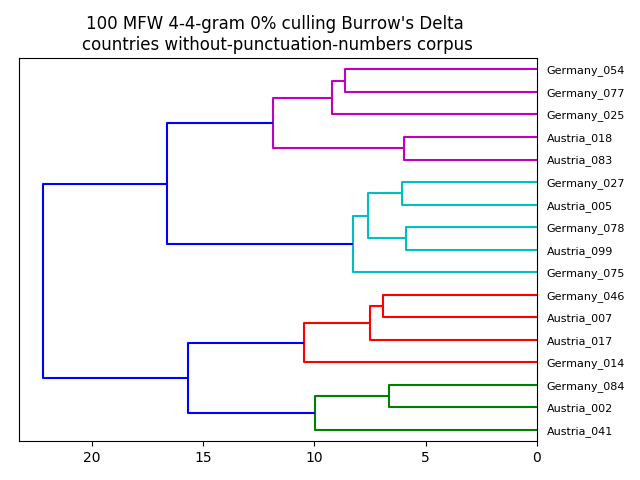 100 MFW 4-4-gram 0% culling Burrow's Delta
countries without-punctuation-numbers corpus
Germany_054
Germany_077
Germany_025
Austria_018
Austria_083
Germany_027
Austria_005
Germany_078
Austria_099
Germany_075
Germany_046
Austria_007
Austria_017
Germany_014
Germany_084
Austria_002
Austria_041
20 15 10 5 0